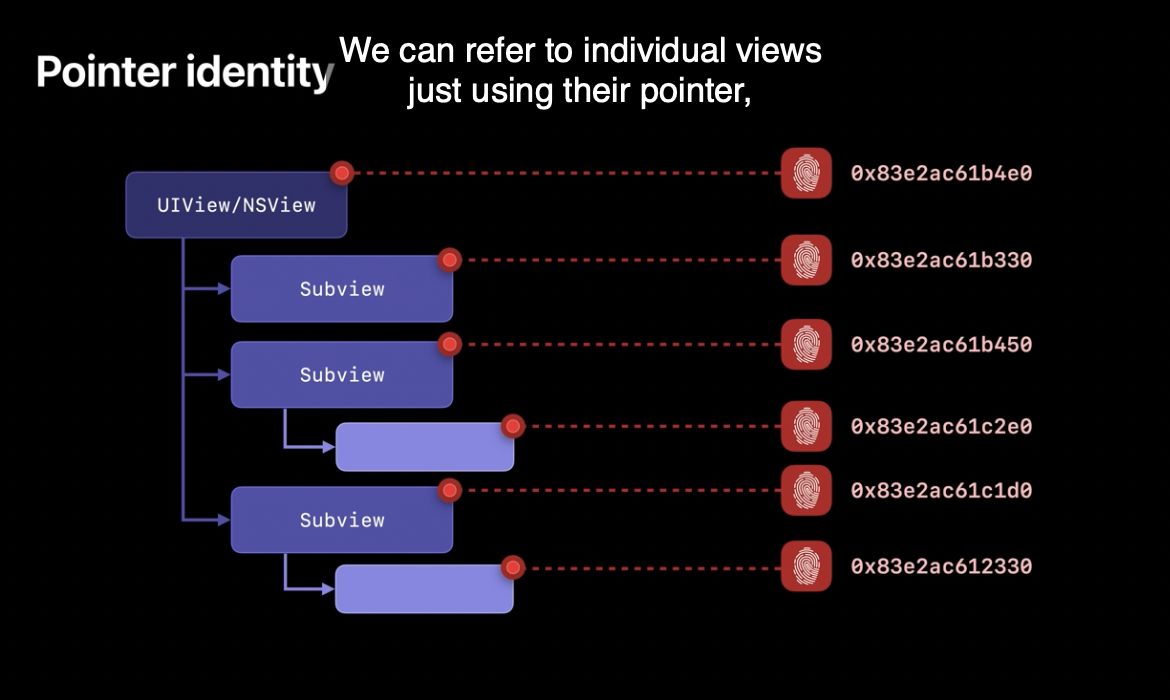 Pointer identity
We can refer to individual views
just using their pointer,
UIView/NSView
0x83e2ac61b4e0
Subview
0x83e2ac61b330
Subview
0x83e2ac61b450
0x83e2ac61c2e0
Subview
0x83e2ac61c1d0
0x83e2ac612330